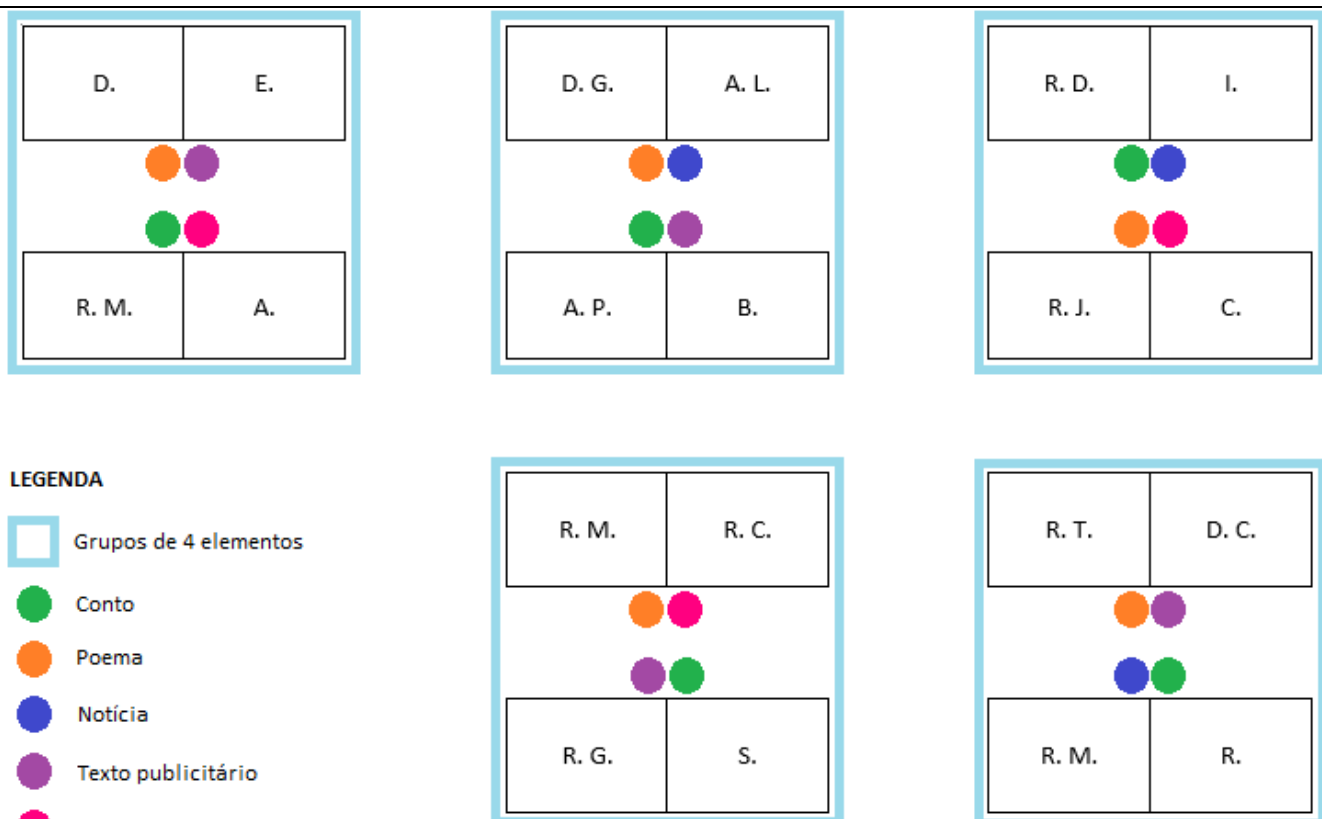 D. E.
R. M. A.
D. G. A. L.
A. P. B.
R. D. I.
R. J. C.
LEGENDA
Grupos de 4 elementos
Conto
Poema
Notícia
Texto publicitário
R. M. R. C.
R. G. S.
R. T. D. C.
R. M. R.